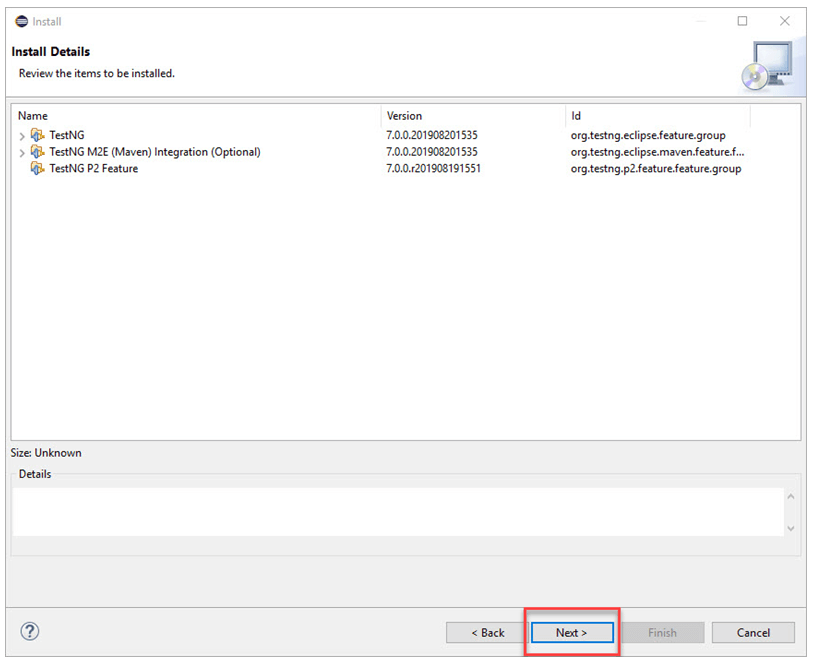 Install
Install Details
Review the items to be installed.
Name Version Id
TestNG 7.0.0.201908201535 org.testng.eclipse.feature.group
TestNG M2E (Maven) Integration (Optional) 7.0.0.201908201535 org.testng.eclipse.maven.feature.f...
TestNG P2 Feature 7.0.0.r201908191551 org.testng.p2.feature.feature.group
Size: Unknown
Details
? < Back Next > Finish Cancel